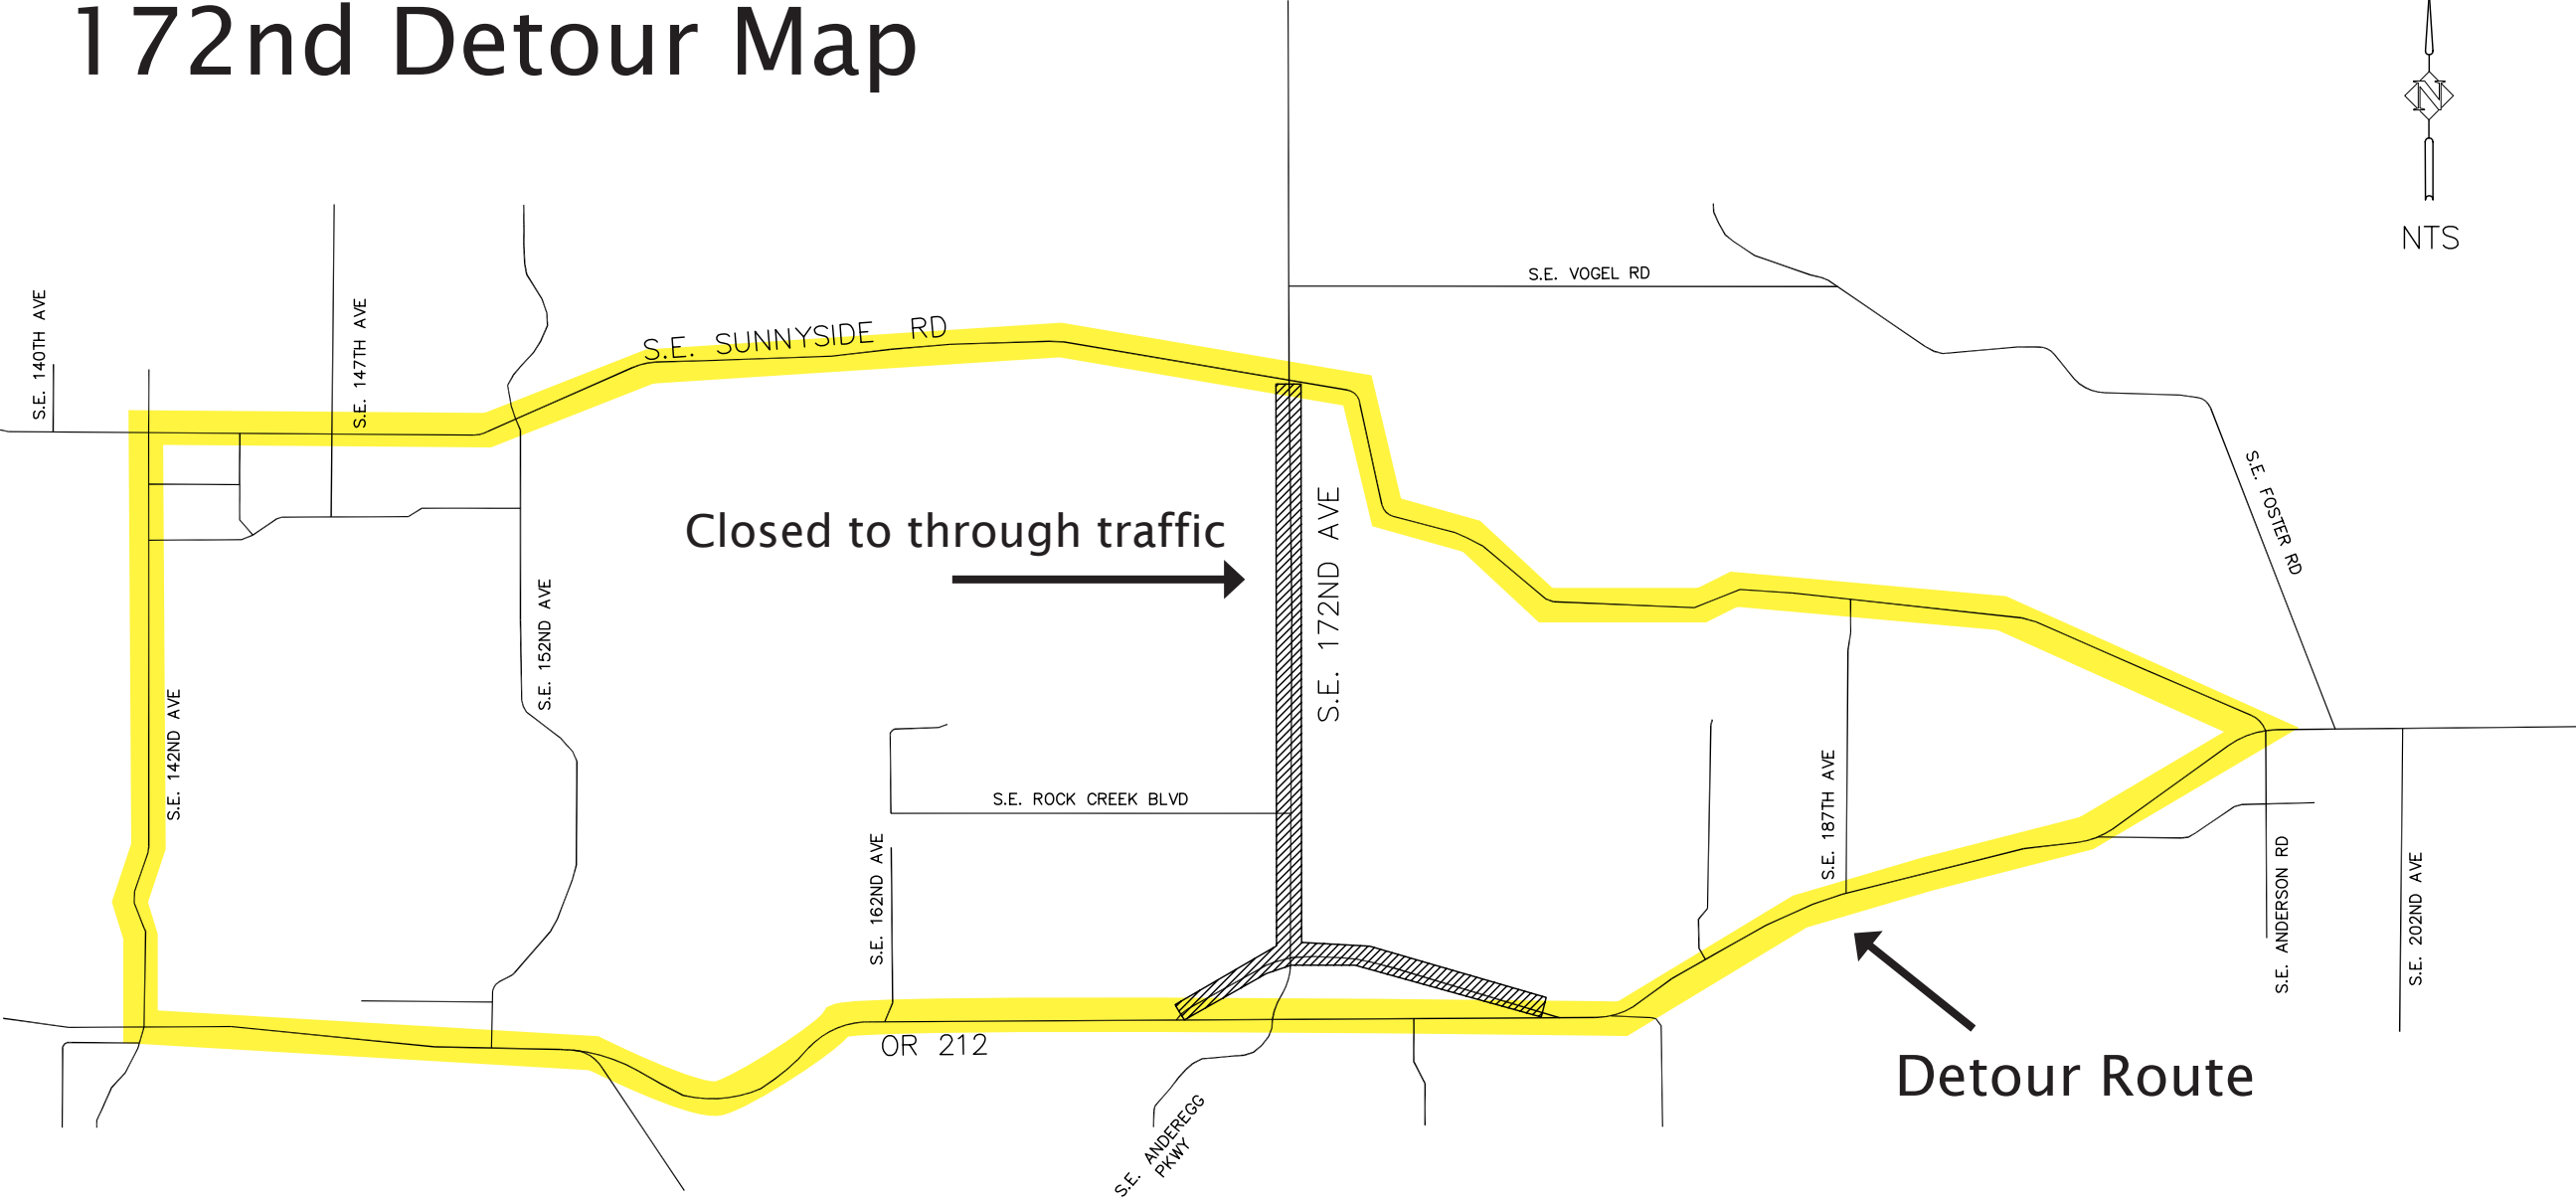 172nd Detour Map
N
NTS
S.E. VOGEL RD
S.E. 140TH AVE
S.E. 147TH AVE
S.E. SUNNYSIDE RD
S.E. FOSTER RD
Closed to through traffic
S.E. 172ND AVE
S.E. 152ND AVE
S.E. 142ND AVE
S.E. ROCK CREEK BLVD
S.E. 187TH AVE
S.E. 162ND AVE
S.E. ANDERSON RD
S.E. 202ND AVE
OR 212
Detour Route
S.E. ANDEREGG
PKWY